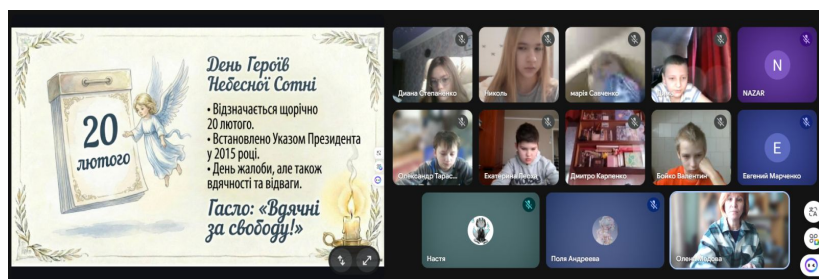 День Героїв
Небесної Сотні
20
лютого
• Відзначається щорічно
20 лютого.
• Встановлено Указом Президента
у 2015 році.
• День жалоби, але також
вдячності та відваги.
Гасло: «Вдячні
за свободу!»
Диана Степаненко
Николь
марія Савченко
N
NAZAR
Олександр Тарас...
Екатерина
Дмитро Карпенко
Бойко Валентин
E
Евгений Марченко
Настя
Поля Андреева